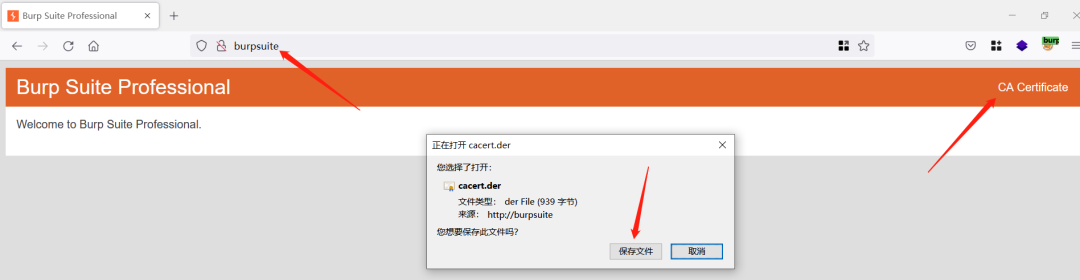 Burp Suite Professional
burpsuite
burp
Burp Suite Professional
CA Certificate
Welcome to Burp Suite Professional.
正在打开 cacert.der
您选择了打开：
cacert.der
文件类型： der File (939 字节)
来源： http://burpsuite
您想要保存此文件吗？
保存文件
取消